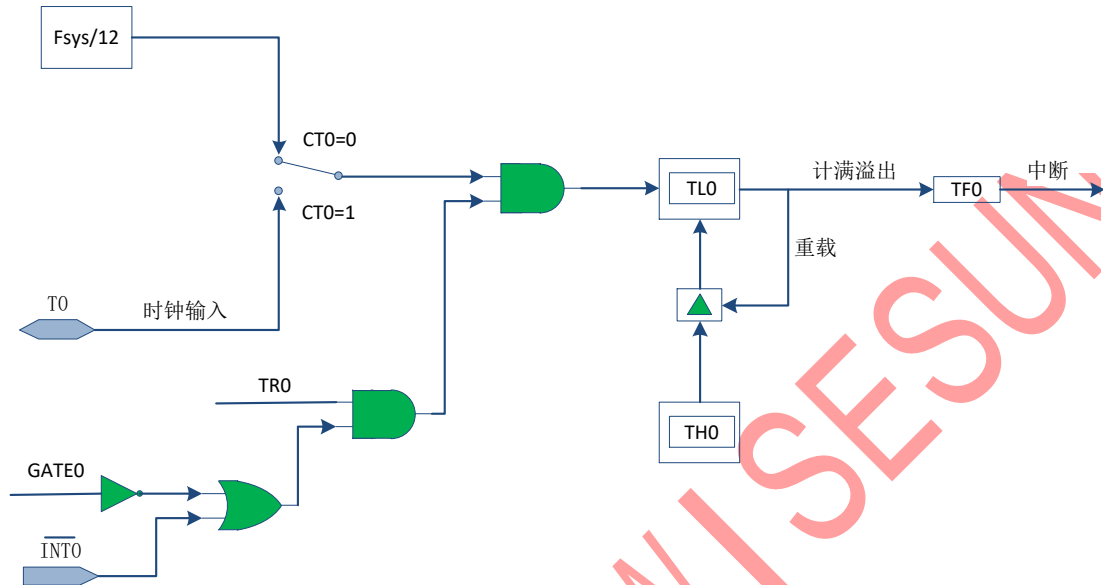 Fsys/12
CT0=0
CT0=1
T0
时钟输入
TL0
计满溢出
TF0
中断
重载
TR0
TH0
GATE0
INT0
WISESUN